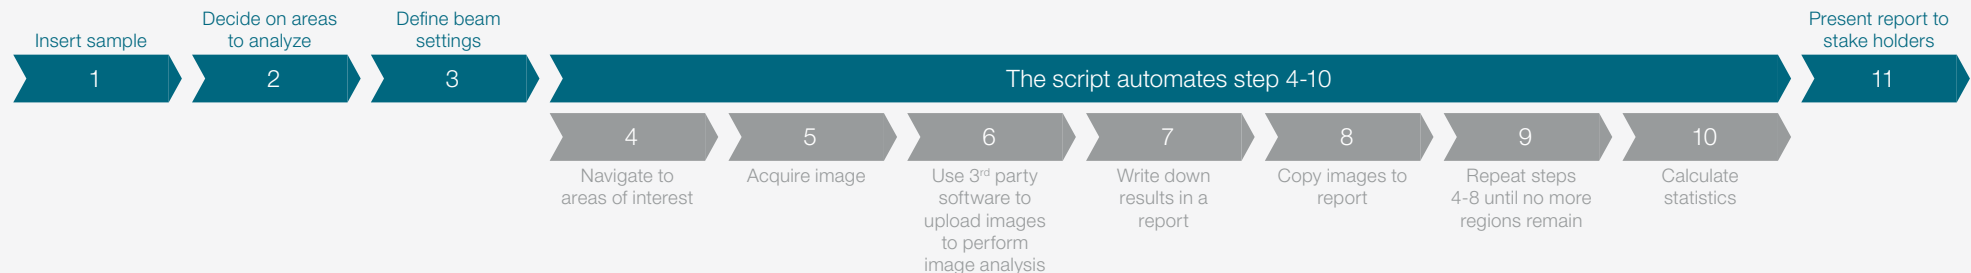 Insert sample
1
Decide on areas
to analyze
2
Define beam
settings
3
The script automates step 4-10
Present report to
stake holders
11
4
Navigate to
areas of interest
5
Acquire image
6
Use 3rd party
software to
upload images
to perform
image analysis
7
Write down
results in a
report
8
Copy images to
report
9
Repeat steps
4-8 until no more
regions remain
10
Calculate
statistics